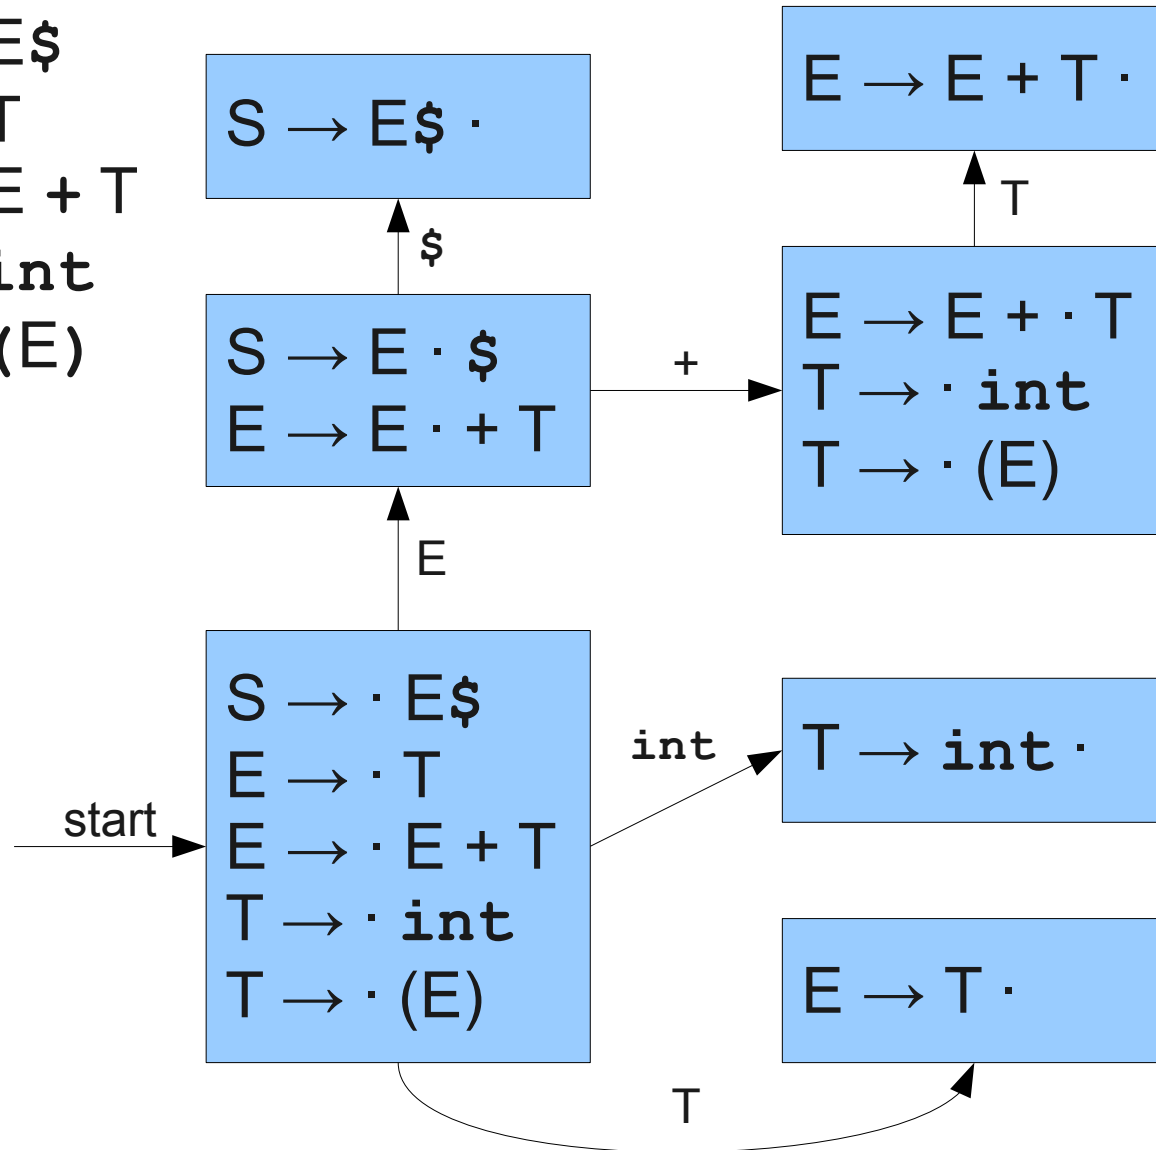 E$
T
E + T
int
(E)
S → E$ ·
$
S → E · $
E → E · + T
+
E → E + T ·
T
E → E + · T
T → · int
T → · (E)
E
start
S → · E$
E → · T
E → · E + T
T → · int
T → · (E)
int
T → int ·
E → T ·
T